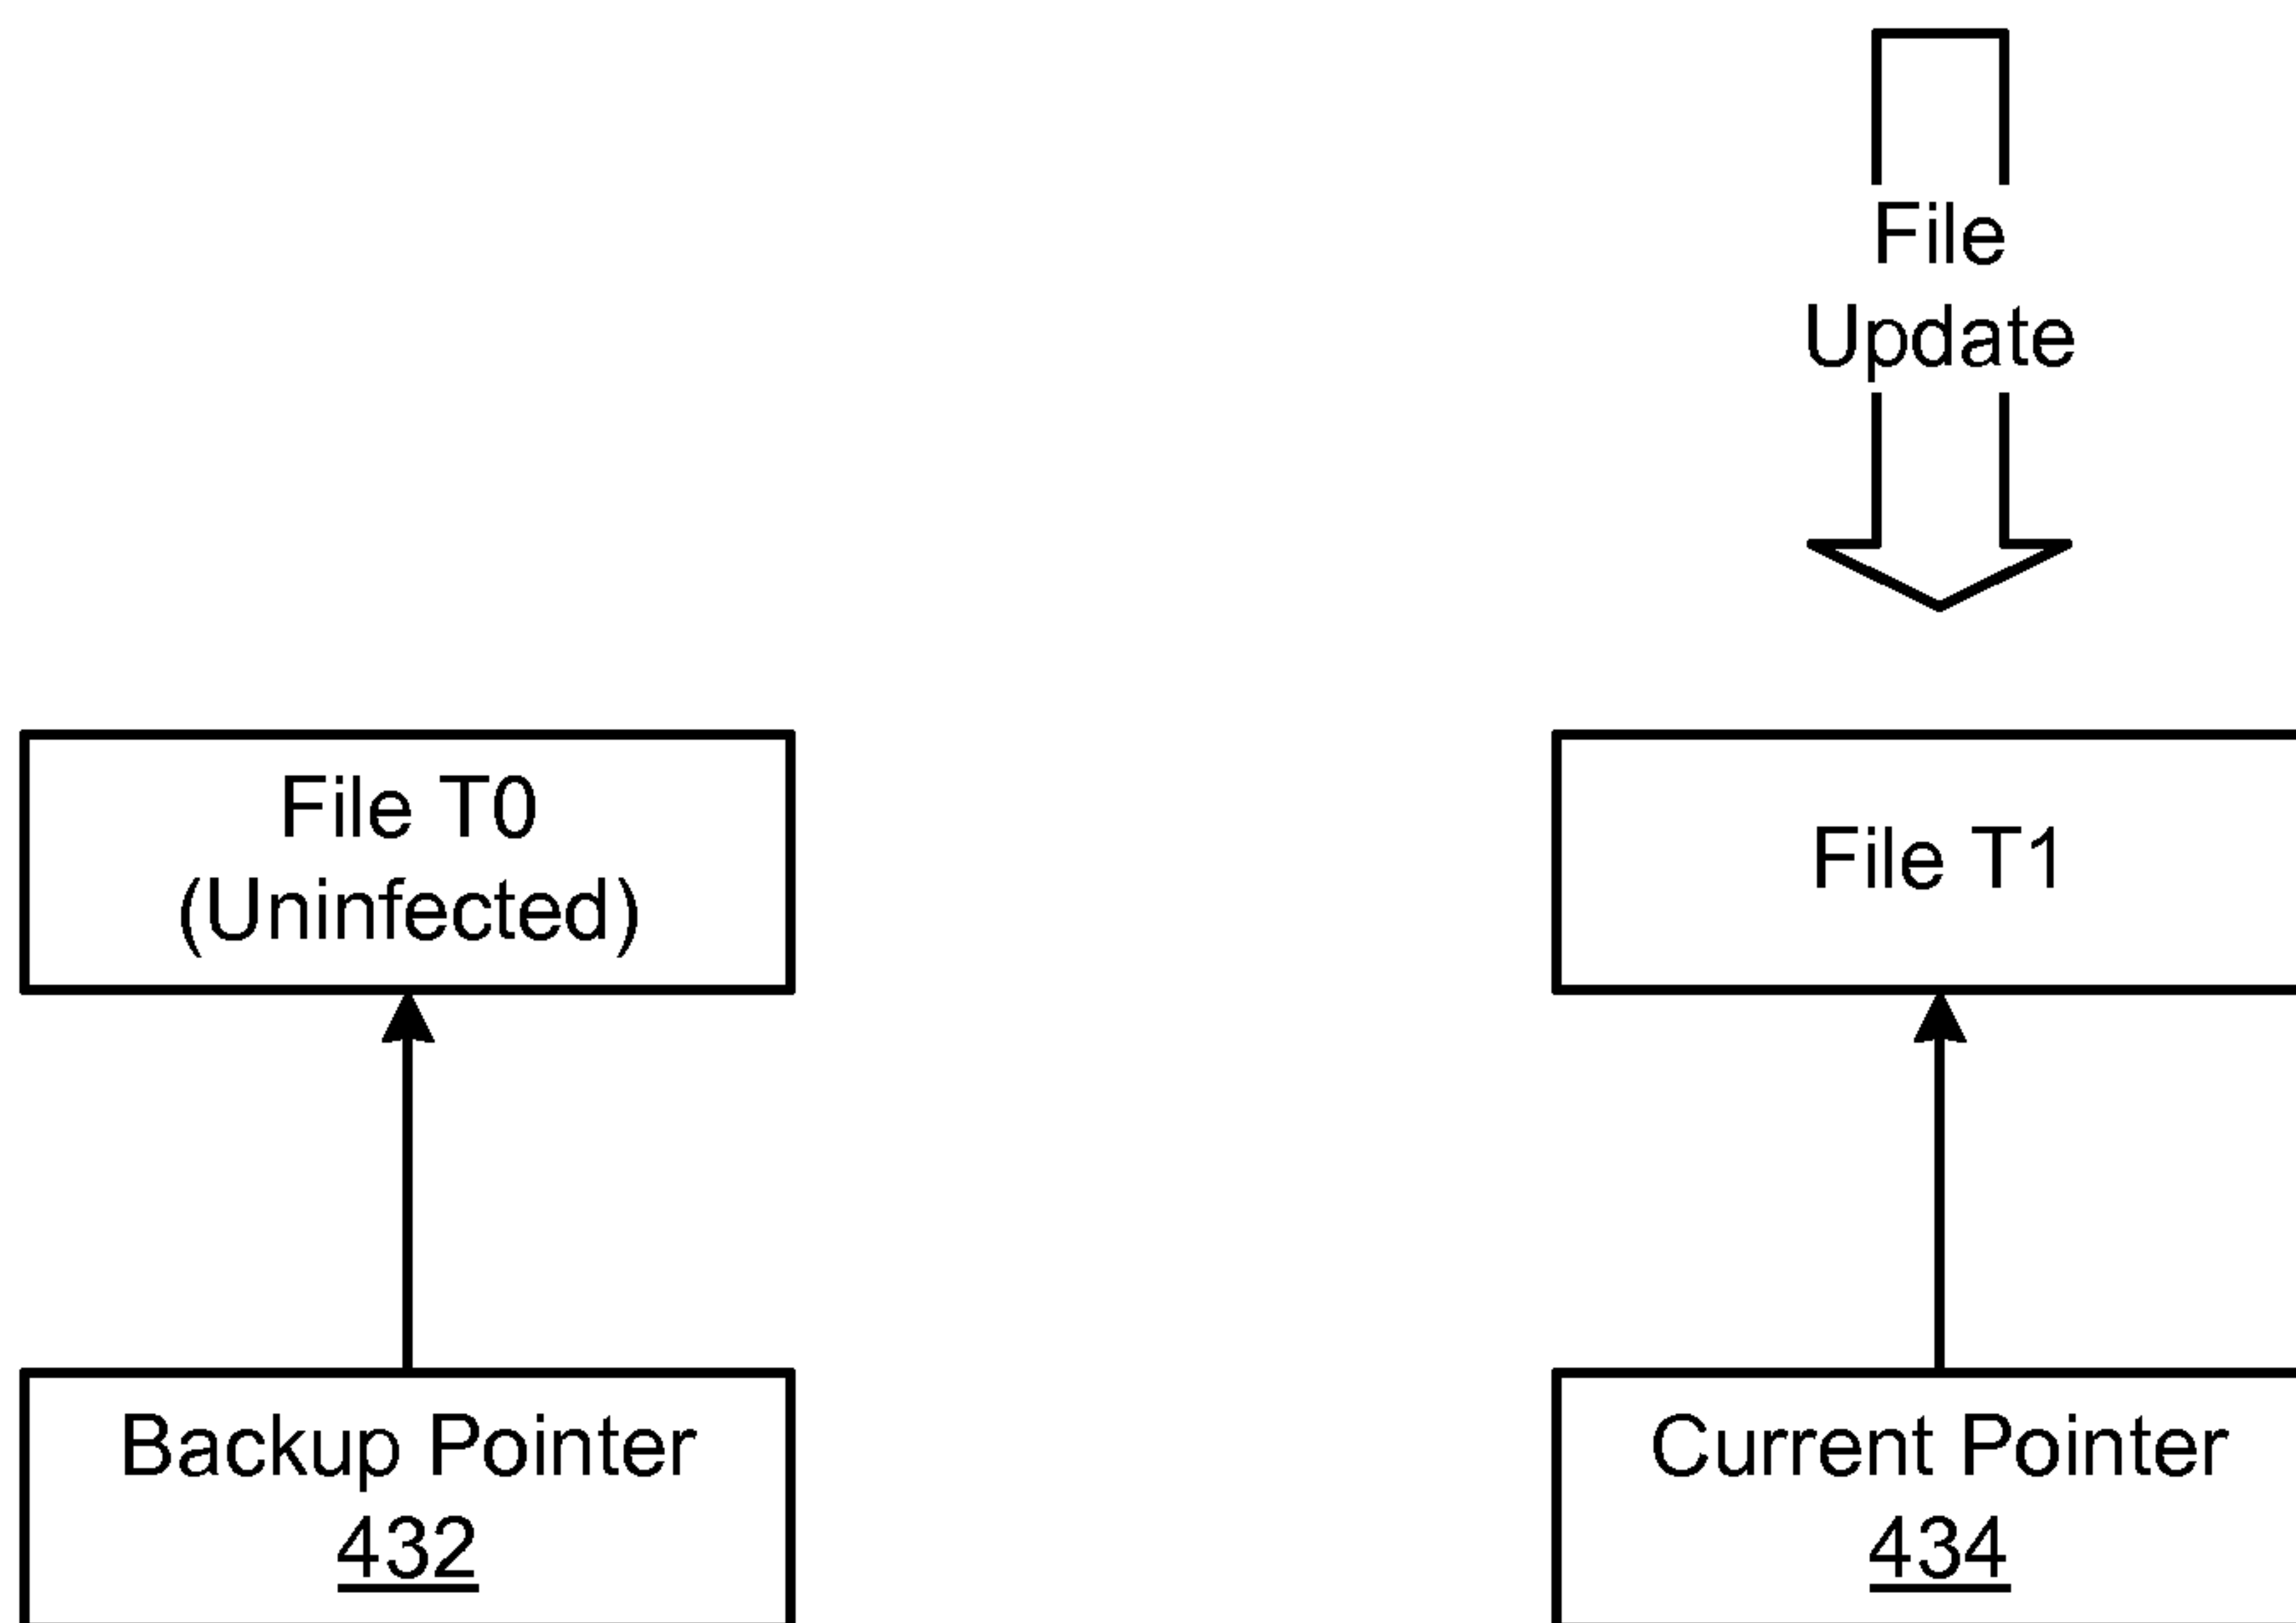 File
Update
File T0
(Uninfected)
File T1
Backup Pointer
432
Current Pointer
434